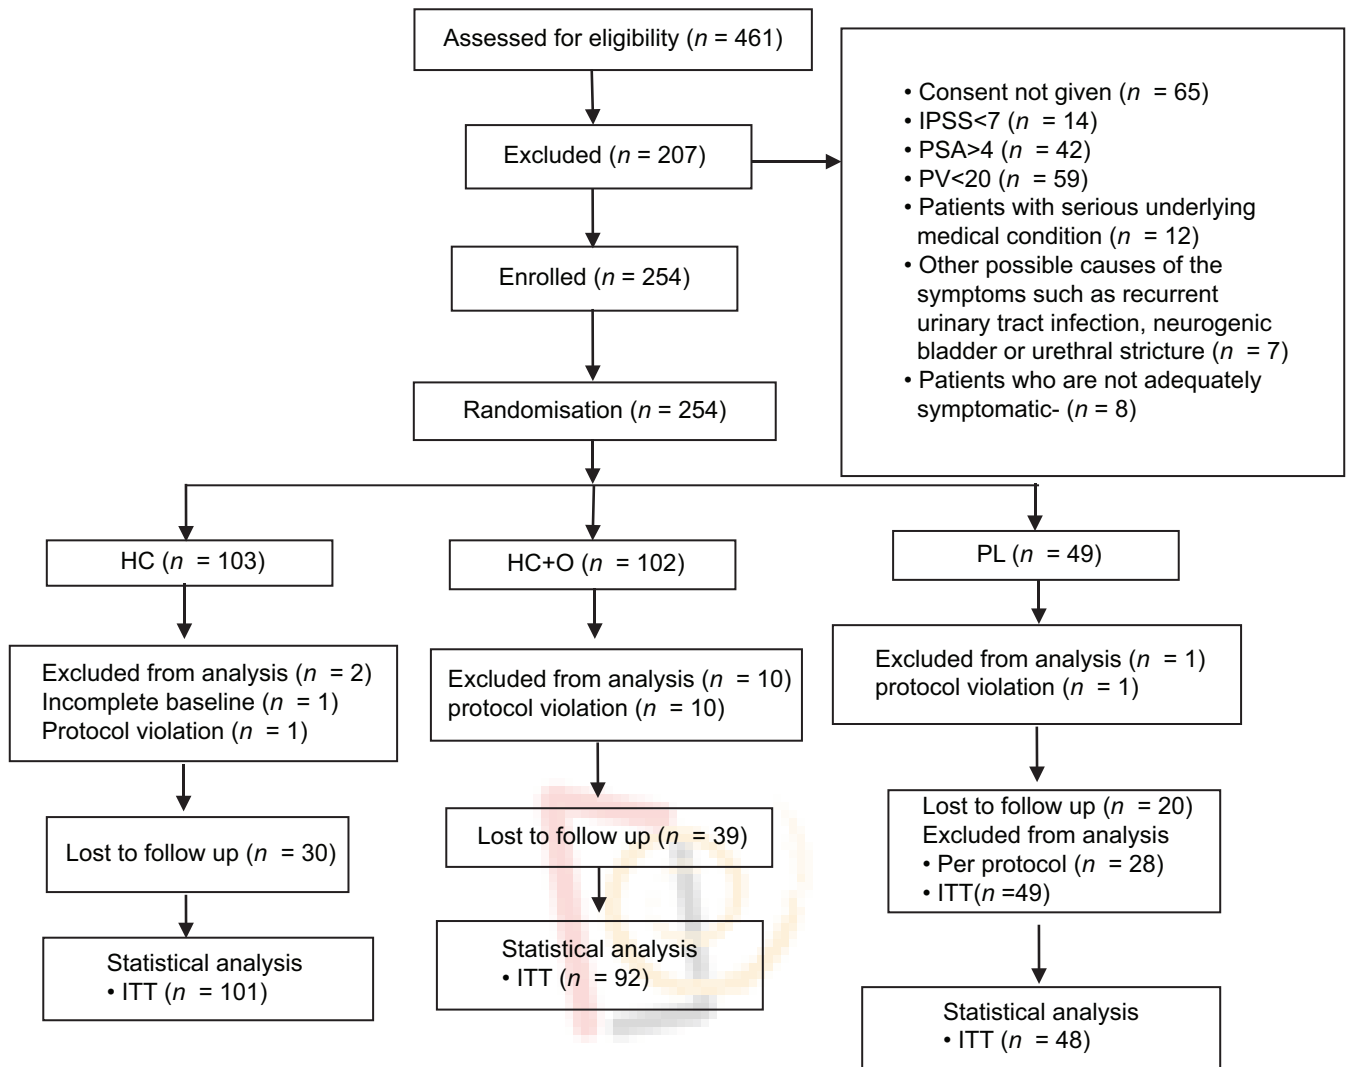 Assessed for eligibility (n = 461)
Excluded (n = 207)
• Consent not given (n = 65)
• IPSS<7 (n = 14)
• PSA>4 (n = 42)
• PV<20 (n = 59)
• Patients with serious underlying
medical condition (n = 12)
• Other possible causes of the
symptoms such as recurrent
urinary tract infection, neurogenic
bladder or urethral stricture (n = 7)
• Patients who are not adequately
symptomatic- (n = 8)
Enrolled (n = 254)
Randomisation (n = 254)
HC (n = 103)
Excluded from analysis (n = 2)
Incomplete baseline (n = 1)
Protocol violation (n = 1)
Lost to follow up (n = 30)
Statistical analysis
• ITT (n = 101)
HC+O (n = 102)
Excluded from analysis (n = 10)
protocol violation (n = 10)
Lost to follow up (n = 39)
Statistical analysis
• ITT (n = 92)
PL (n = 49)
Excluded from analysis (n = 1)
protocol violation (n = 1)
Lost to follow up (n = 20)
Excluded from analysis
• Per protocol (n = 28)
• ITT(n =49)
Statistical analysis
• ITT (n = 48)